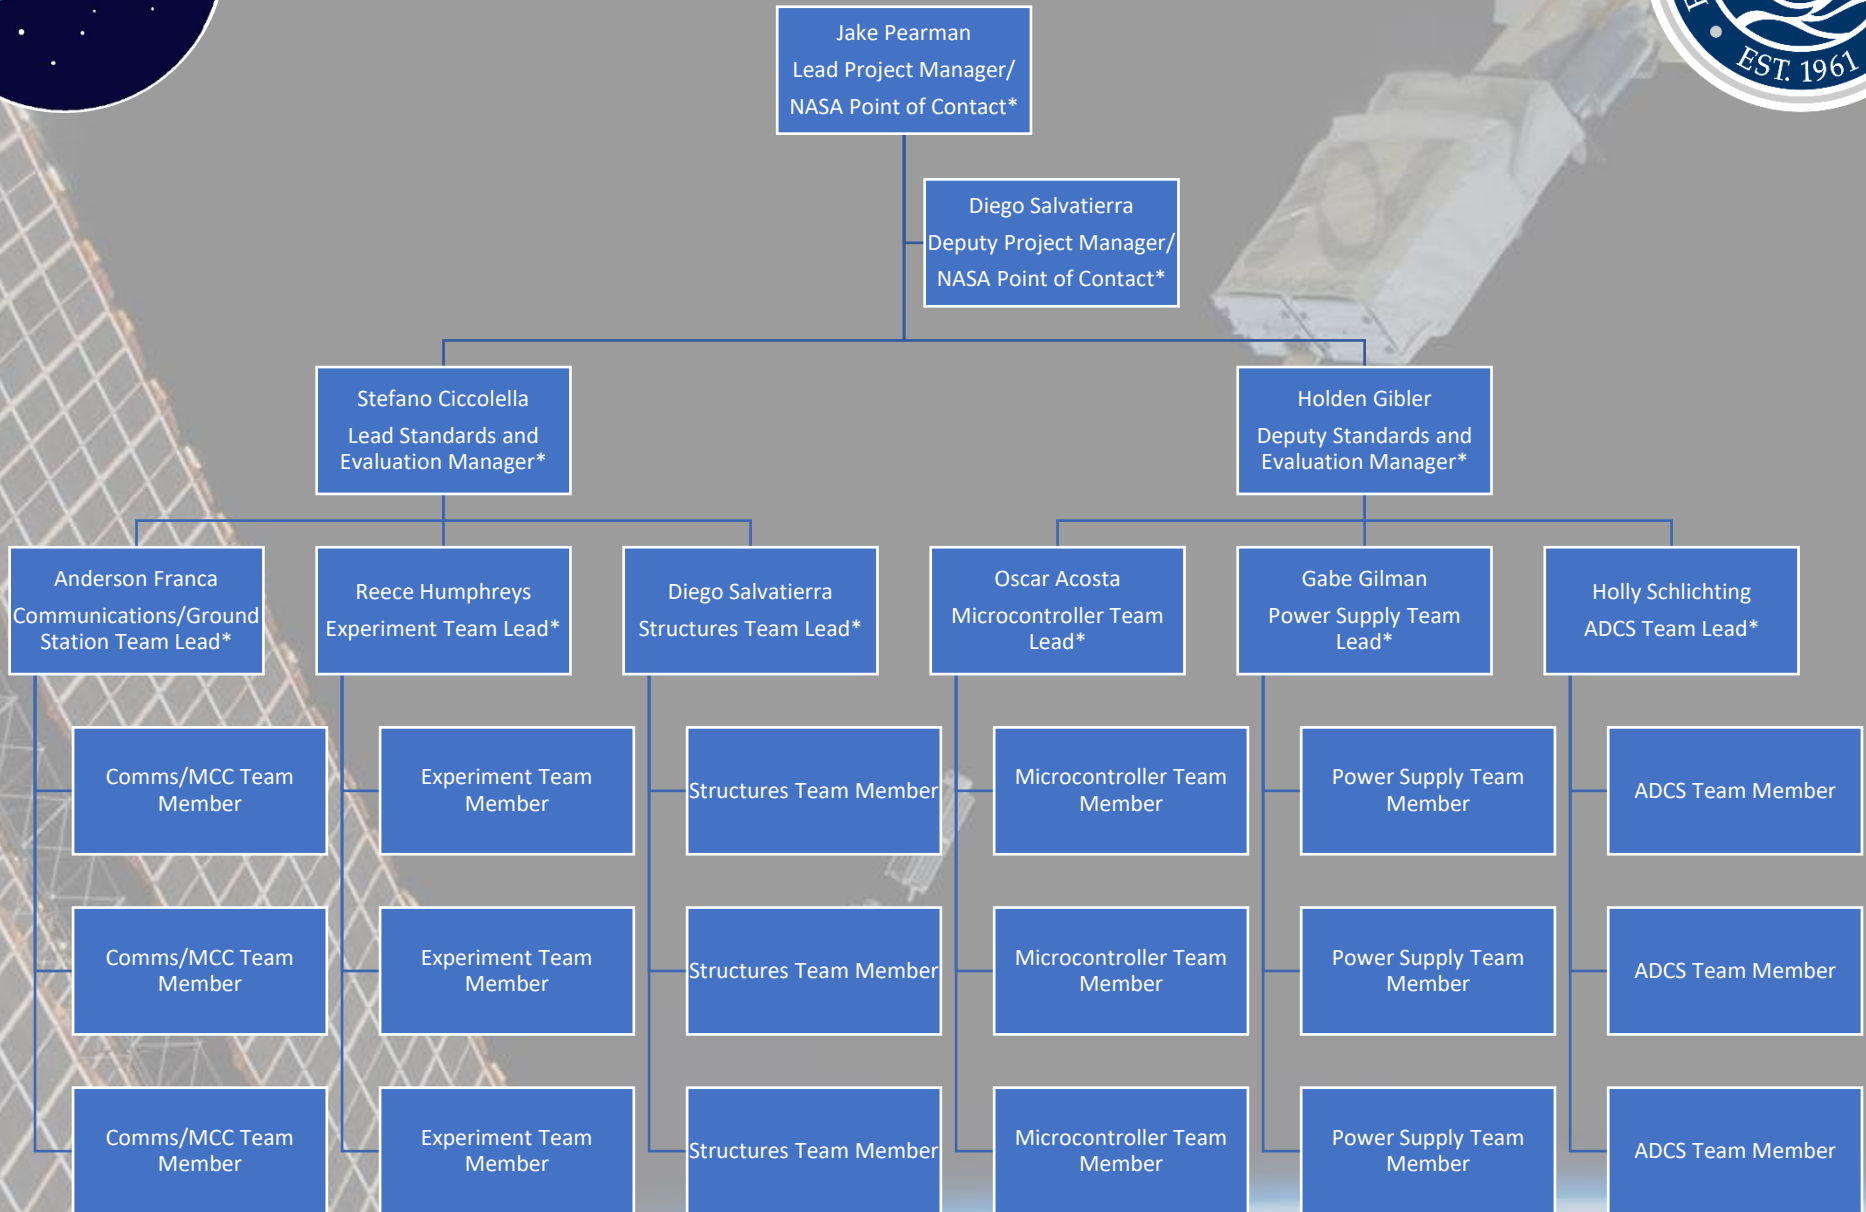 EST. 1961
Jake Pearman
Lead Project Manager/
NASA Point of Contact*
Diego Salvatierra
Deputy Project Manager/
NASA Point of Contact*
Stefano Ciccolella
Lead Standards and
Evaluation Manager*
Holden Gibler
Deputy Standards and
Evaluation Manager*
Anderson Franca
Communications/Ground
Station Team Lead*
Reece Humphreys
Experiment Team Lead*
Diego Salvatierra
Structures Team Lead*
Oscar Acosta
Microcontroller Team
Lead*
Gabe Gilman
Power Supply Team
Lead*
Holly Schlichting
ADCS Team Lead*
Comms/MCC Team
Member
Experiment Team
Member
Structures Team Member
Microcontroller Team
Member
Power Supply Team
Member
ADCS Team Member
Comms/MCC Team
Member
Experiment Team
Member
Structures Team Member
Microcontroller Team
Member
Power Supply Team
Member
ADCS Team Member
Comms/MCC Team
Member
Experiment Team
Member
Structures Team Member
Microcontroller Team
Member
Power Supply Team
Member
ADCS Team Member